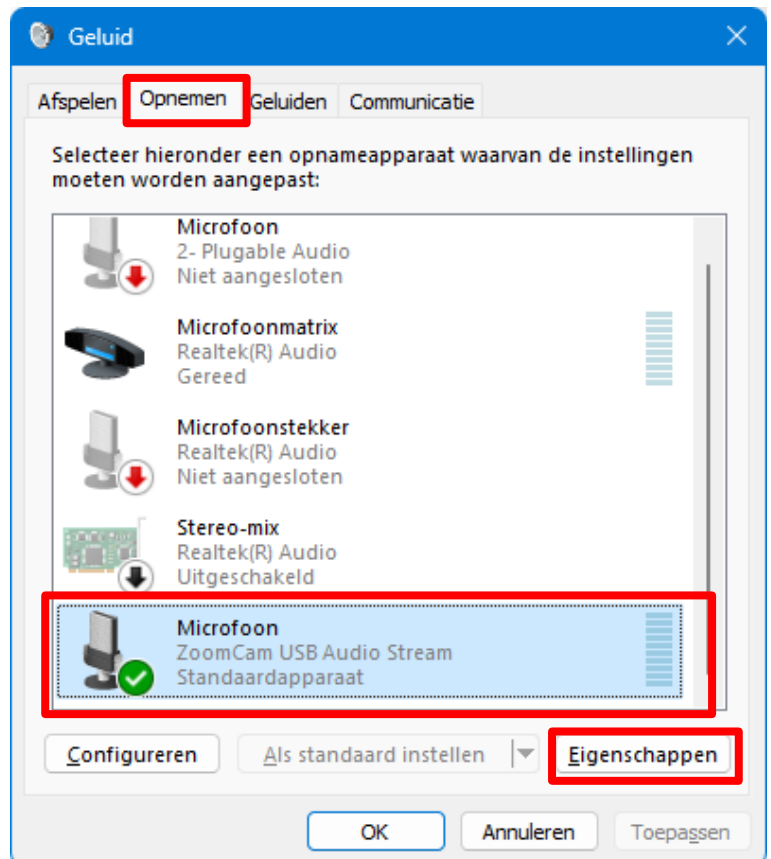 Geluid
Afspelen Opnemen Geluiden Communicatie
Selecteer hieronder een opnameapparaat waarvan de instellingen
moeten worden aangepast:
Microfoon
2- Plugable Audio
Niet aangesloten
Microfoonmatrix
Realtek(R) Audio
Gereed
Microfoonstekker
Realtek(R) Audio
Niet aangesloten
Stereo-mix
Realtek(R) Audio
Uitgeschakeld
Microfoon
ZoomCam USB Audio Stream
Standaardapparaat
Configureren Als standaard instellen Eigenschappen
OK Annuleren Toepassen